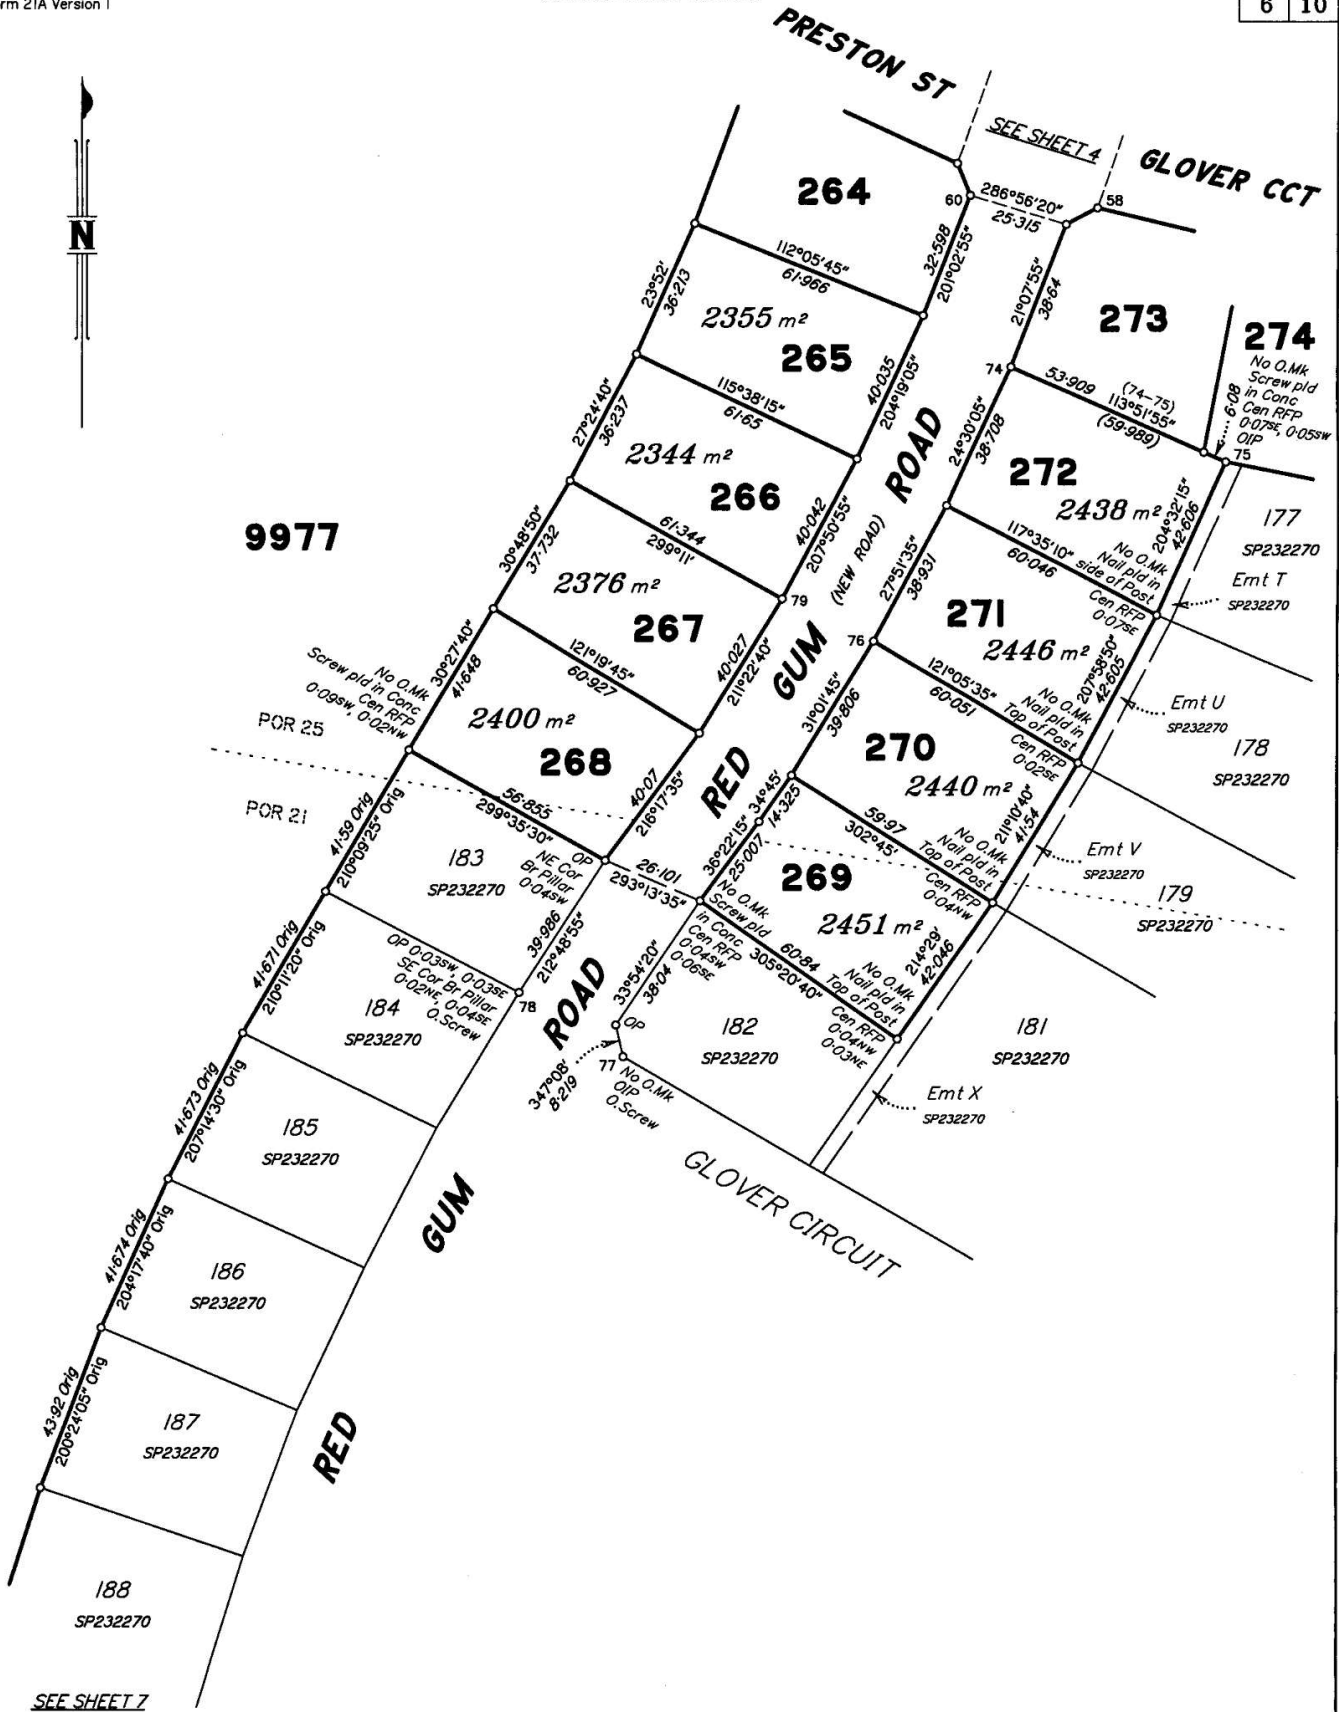 rm 21A Version 1
6 10
PRESTON ST
SEE SHEET 4
GLOVER CCT
N
264
60
286°56'20"
25·315
58
112°05'45"
61·966
32·598
201°02'55"
23°52'
36·213
2355 m²
265
21°07'55"
38·64
273
274
No O.Mk
Screw pld
in Conc
Cen RFP
0·07SE, 0·05SW
OIP
6·08
75
74
53·909
(74-75)
113°51'55"
(59·989)
115°38'15"
61·65
40·035
204°19'05"
27°24'40"
36·237
2344 m²
266
ROAD
24°30'05"
38·708
272
2438 m²
204°32'15"
42·606
177
SP232270
Emt T
SP232270
9977
61·344
299°11'
40·042
207°50'55"
(NEW ROAD)
30°48'50"
37·732
2376 m²
267
79
27°51'35"
38·931
117°35'10"
60·046
No O.Mk
Nail pld in
side of Post
Cen RFP
0·07SE
271
2446 m²
76
GUM
207°58'50"
42·605
Emt U
SP232270
178
SP232270
121°19'45"
60·927
40·027
211°22'40"
30°27'40"
41·648
No O.Mk
Screw pld in Conc
Cen RFP
0·09SW, 0·02NW
2400 m²
268
POR 25
POR 21
121°05'35"
60·051
No O.Mk
Nail pld in
Top of Post
Cen RFP
0·02SE
31°01'45"
39·806
270
2440 m²
RED
40·07
216°17'35"
56·855
299°35'30"
34°45'
14·325
36°22'15"
25·007
59·97
302°45'
No O.Mk
Nail pld in
Top of Post
Cen RFP
0·04NW
211°10'40"
41·54
Emt V
SP232270
179
SP232270
41·59 Orig
210°09'25" Orig
183
SP232270
OP
NE Cor
Br Pillar
0·04SW
26·101
293°13'35"
269
2451 m²
No O.Mk
Screw pld
in Conc
Cen RFP
0·04SW
0·06SE
60·84
305°20'40"
No O.Mk
Nail pld in
Top of Post
Cen RFP
0·04NW
0·03NE
214°29'
42·046
39·986
212°48'55"
41·671 Orig
210°11'20" Orig
OP 0·03SW, 0·03SE
SE Cor Br Pillar
0·02NE, 0·04SE
O.Screw
78
184
SP232270
ROAD
33°54'20"
38·04
OP
182
SP232270
181
SP232270
347°08'
8·219
77
No O.Mk
OIP
O.Screw
Emt X
SP232270
41·673 Orig
207°14'30" Orig
185
SP232270
GLOVER CIRCUIT
GUM
41·674 Orig
204°17'40" Orig
186
SP232270
43·92 Orig
200°24'05" Orig
187
SP232270
RED
188
SP232270
SEE SHEET 7